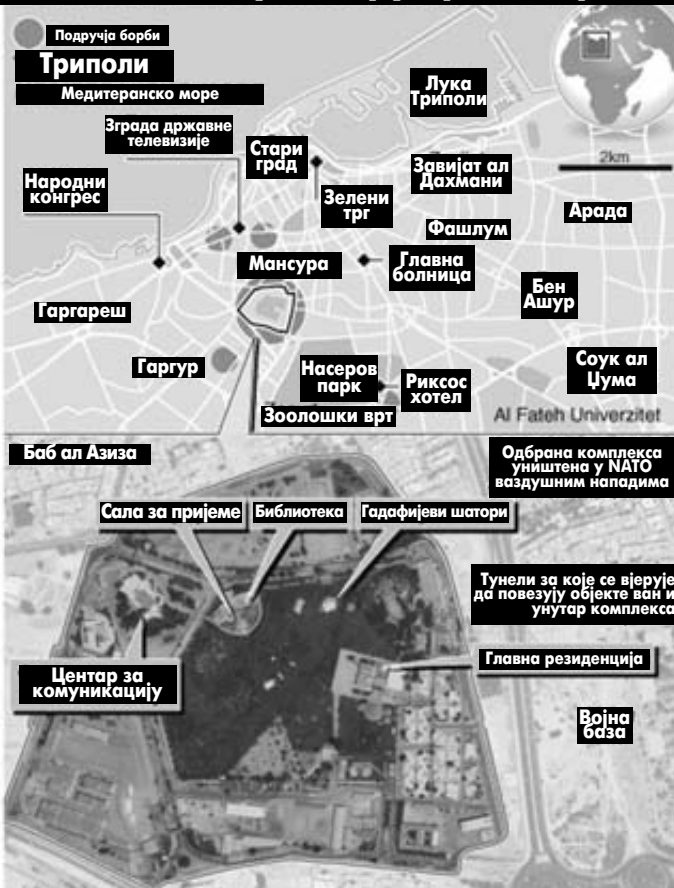 Подручја борби
Триполи
Медитеранско море
Лука
Триполи
Зграда државне
телевизије
Стари
град
2km
Завијат ал
Дахмани
Народни
конгрес
Зелени
трг
Арада
Фашлум
Мансура
Главна
болница
Бен
Ашур
Гаргареш
Гаргур
Насеров
парк
Риксос
хотел
Соук ал
Џума
Зоолошки врт
Al Fateh Univerzitet
Баб ал Азиза
Одбрана комплекса
уништена у NATO
ваздушним нападима
Сала за пријеме
Библиотека
Гадафијеви шатори
Тунели за које се вјерује
да повезују објекте ван и
унутар комплекса
Центар за
комуникацију
Главна резиденција
Војна
база